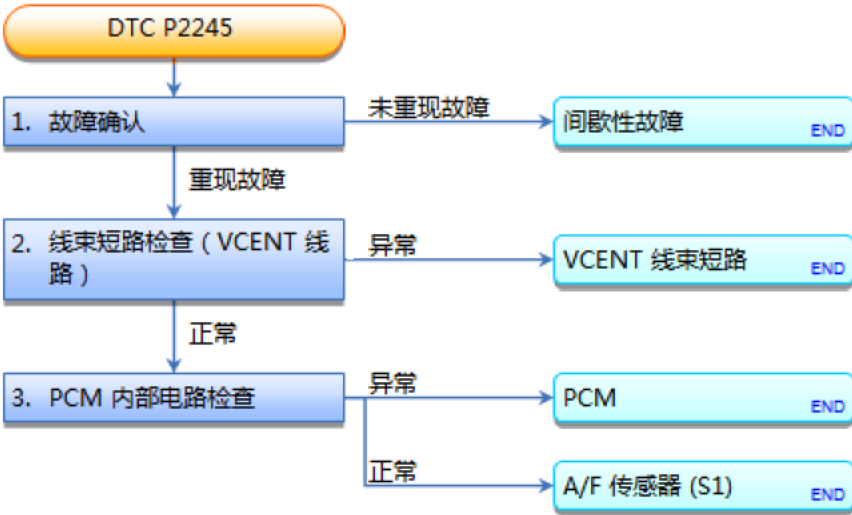 DTC P2245
1. 故障确认
未重现故障
间歇性故障
END
重现故障
2. 线束短路检查（VCENT 线
路）
异常
VCENT 线束短路
END
正常
3. PCM 内部电路检查
异常
PCM
END
正常
A/F 传感器 (S1)
END